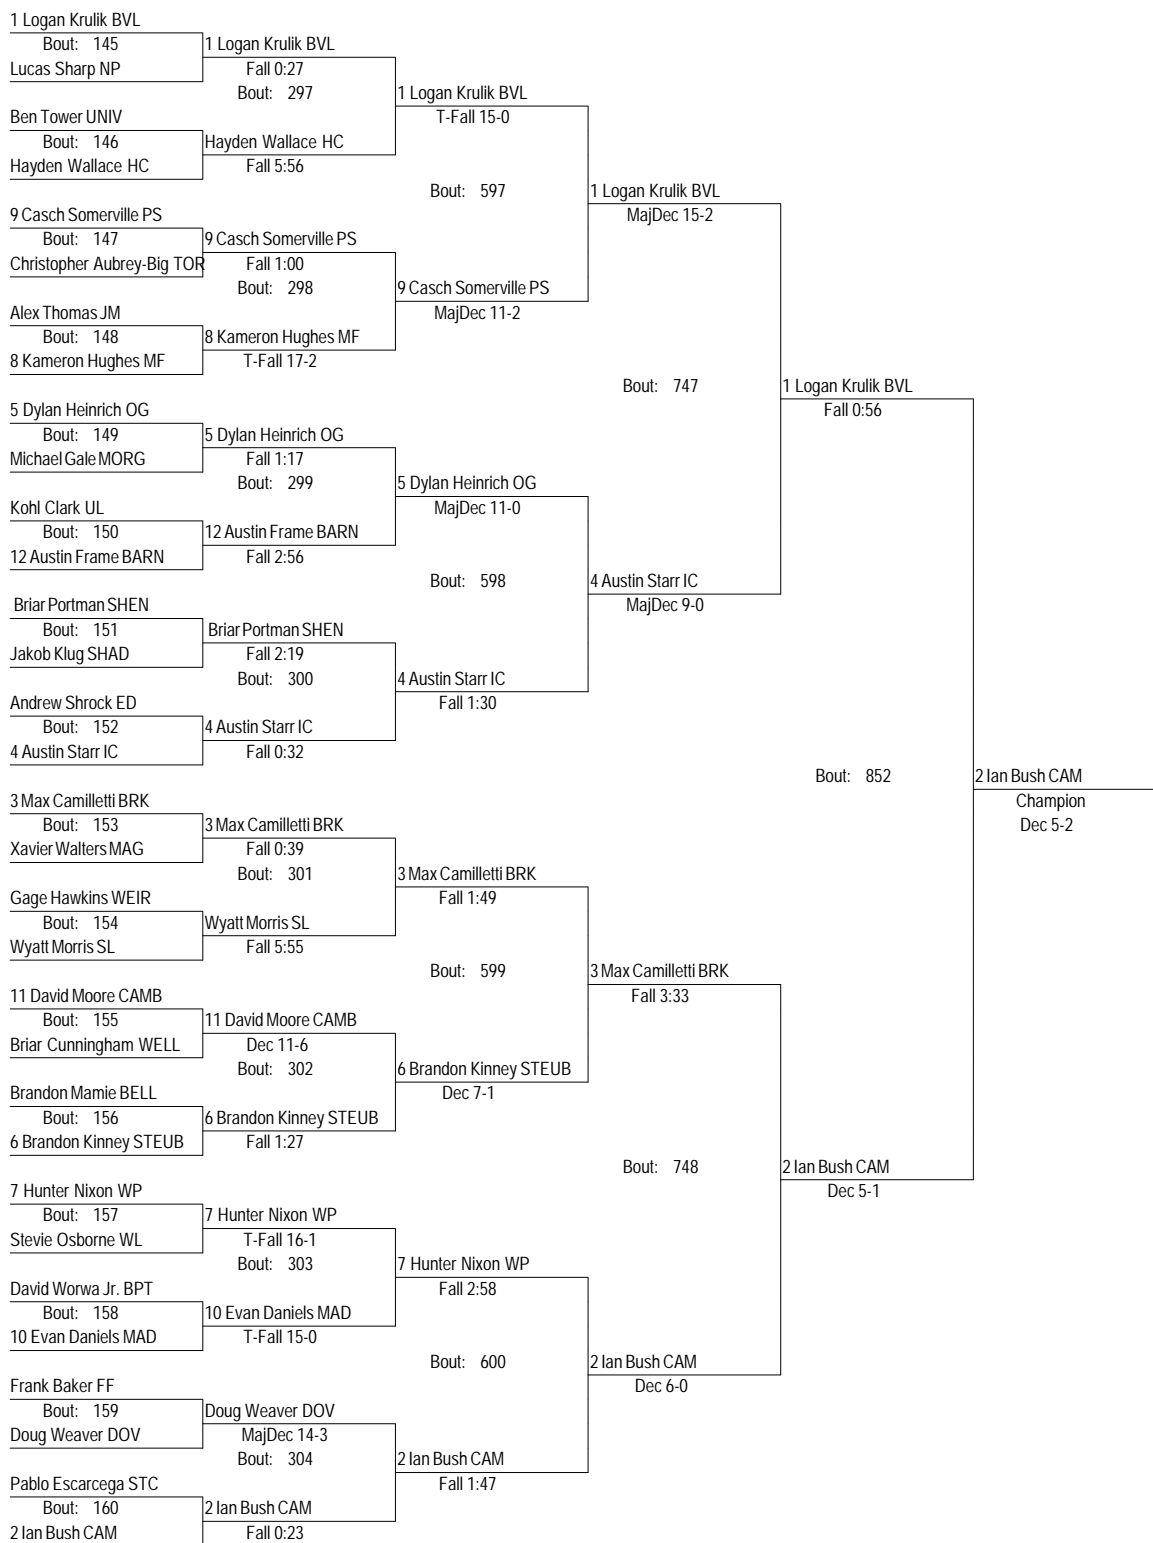 1 Logan Krulik BVL
Bout: 145
1 Logan Krulik BVL
Lucas Sharp NP
Fall 0:27
Bout: 297
1 Logan Krulik BVL
Ben Tower UNIV
T-Fall 15-0
Bout: 146
Hayden Wallace HC
Hayden Wallace HC
Fall 5:56
Bout: 597
1 Logan Krulik BVL
9 Casch Somerville PS
MajDec 15-2
Bout: 147
9 Casch Somerville PS
Christopher Aubrey-Big TOR
Fall 1:00
Bout: 298
9 Casch Somerville PS
Alex Thomas JM
MajDec 11-2
Bout: 148
8 Kameron Hughes MF
8 Kameron Hughes MF
T-Fall 17-2
Bout: 747
1 Logan Krulik BVL
5 Dylan Heinrich OG
Fall 0:56
Bout: 149
5 Dylan Heinrich OG
Michael Gale MORG
Fall 1:17
Bout: 299
5 Dylan Heinrich OG
Kohl Clark UL
MajDec 11-0
Bout: 150
12 Austin Frame BARN
12 Austin Frame BARN
Fall 2:56
Bout: 598
4 Austin Starr IC
Briar Portman SHEN
MajDec 9-0
Bout: 151
Briar Portman SHEN
Jakob Klug SHAD
Fall 2:19
Bout: 300
4 Austin Starr IC
Andrew Shrock ED
Fall 1:30
Bout: 152
4 Austin Starr IC
4 Austin Starr IC
Fall 0:32
Bout: 852
2 Ian Bush CAM
3 Max Camilletti BRK
Champion
Bout: 153
3 Max Camilletti BRK
Dec 5-2
Xavier Walters MAG
Fall 0:39
Bout: 301
3 Max Camilletti BRK
Gage Hawkins WEIR
Fall 1:49
Bout: 154
Wyatt Morris SL
Wyatt Morris SL
Fall 5:55
Bout: 599
3 Max Camilletti BRK
11 David Moore CAMB
Fall 3:33
Bout: 155
11 David Moore CAMB
Briar Cunningham WELL
Dec 11-6
Bout: 302
6 Brandon Kinney STEUB
Brandon Mamie BELL
Dec 7-1
Bout: 156
6 Brandon Kinney STEUB
6 Brandon Kinney STEUB
Fall 1:27
Bout: 748
2 Ian Bush CAM
7 Hunter Nixon WP
Dec 5-1
Bout: 157
7 Hunter Nixon WP
Stevie Osborne WL
T-Fall 16-1
Bout: 303
7 Hunter Nixon WP
David Worwa Jr. BPT
Fall 2:58
Bout: 158
10 Evan Daniels MAD
10 Evan Daniels MAD
T-Fall 15-0
Bout: 600
2 Ian Bush CAM
Frank Baker FF
Dec 6-0
Bout: 159
Doug Weaver DOV
Doug Weaver DOV
MajDec 14-3
Bout: 304
2 Ian Bush CAM
Pablo Escarcega STC
Fall 1:47
Bout: 160
2 Ian Bush CAM
2 Ian Bush CAM
Fall 0:23